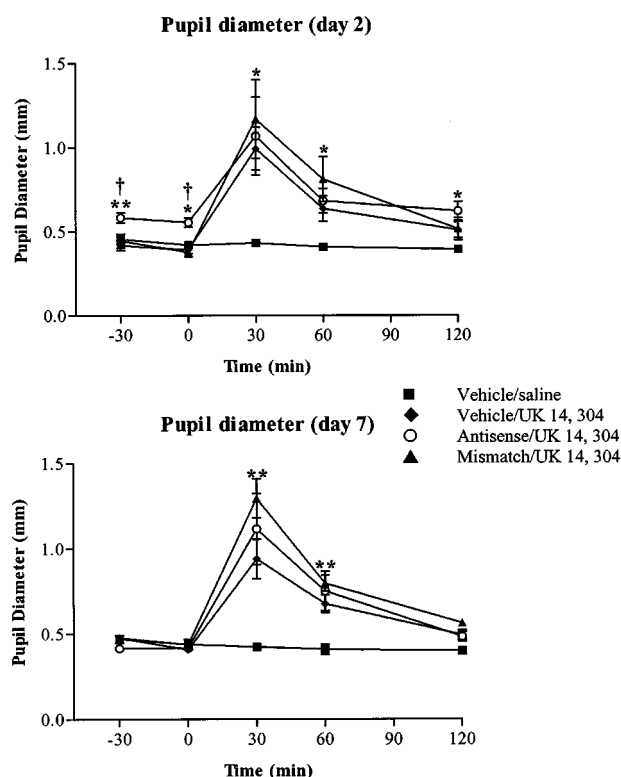 Pupil diameter (day 2)
Pupil Diameter (mm)
1.5
1.0
0.5
0.0
†
**
†
*
*
*
*
-30
0
30
60
90
120
Time (min)
Vehicle/saline
Vehicle/UK 14, 304
Antisense/UK 14, 304
Mismatch/UK 14, 304
Pupil diameter (day 7)
Pupil Diameter (mm)
1.5
1.0
0.5
0.0
**
**
-30
0
30
60
90
120
Time (min)